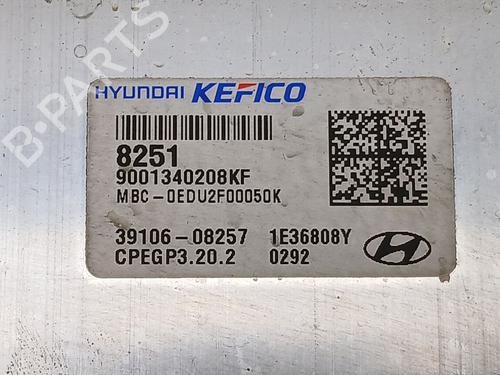 B-PARTS
HYUNDAI KEFICO
8251
9001340208KF
MBC-0EDU2F00050K
39106-08257 1E36808Y
CPEGP3.20.2 0292